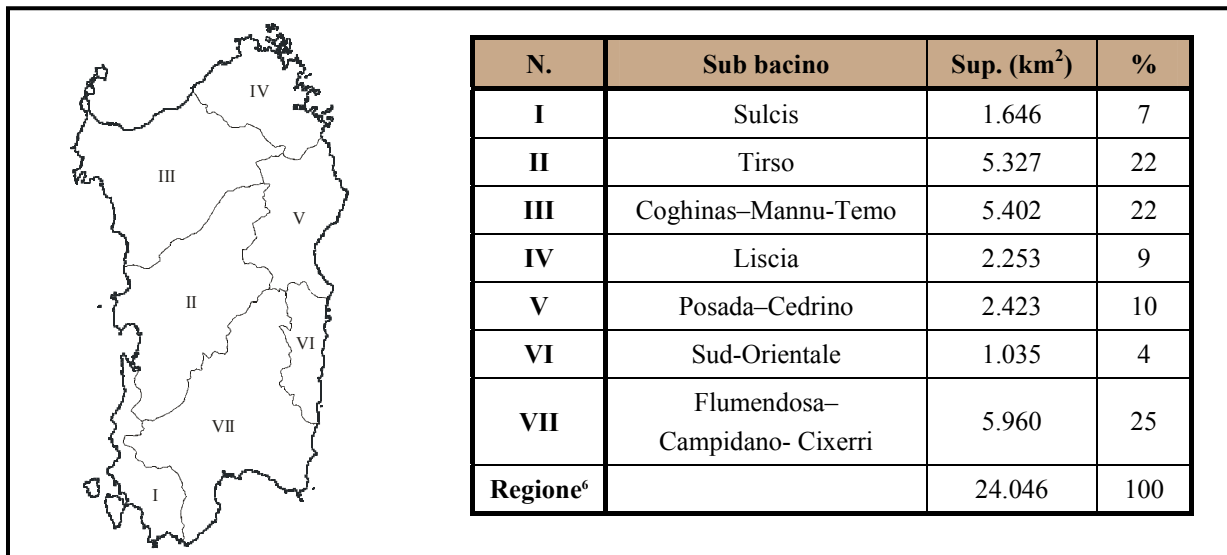 IV
III
V
II
VI
VII
I
N. Sub bacino Sup. (km²) %
I Sulcis 1.646 7
II Tirso 5.327 22
III Coghinas–Mannu-Temo 5.402 22
IV Liscia 2.253 9
V Posada–Cedrino 2.423 10
VI Sud-Orientale 1.035 4
VII Flumendosa–
Campidano- Cixerri 5.960 25
Regione⁶ 24.046 100